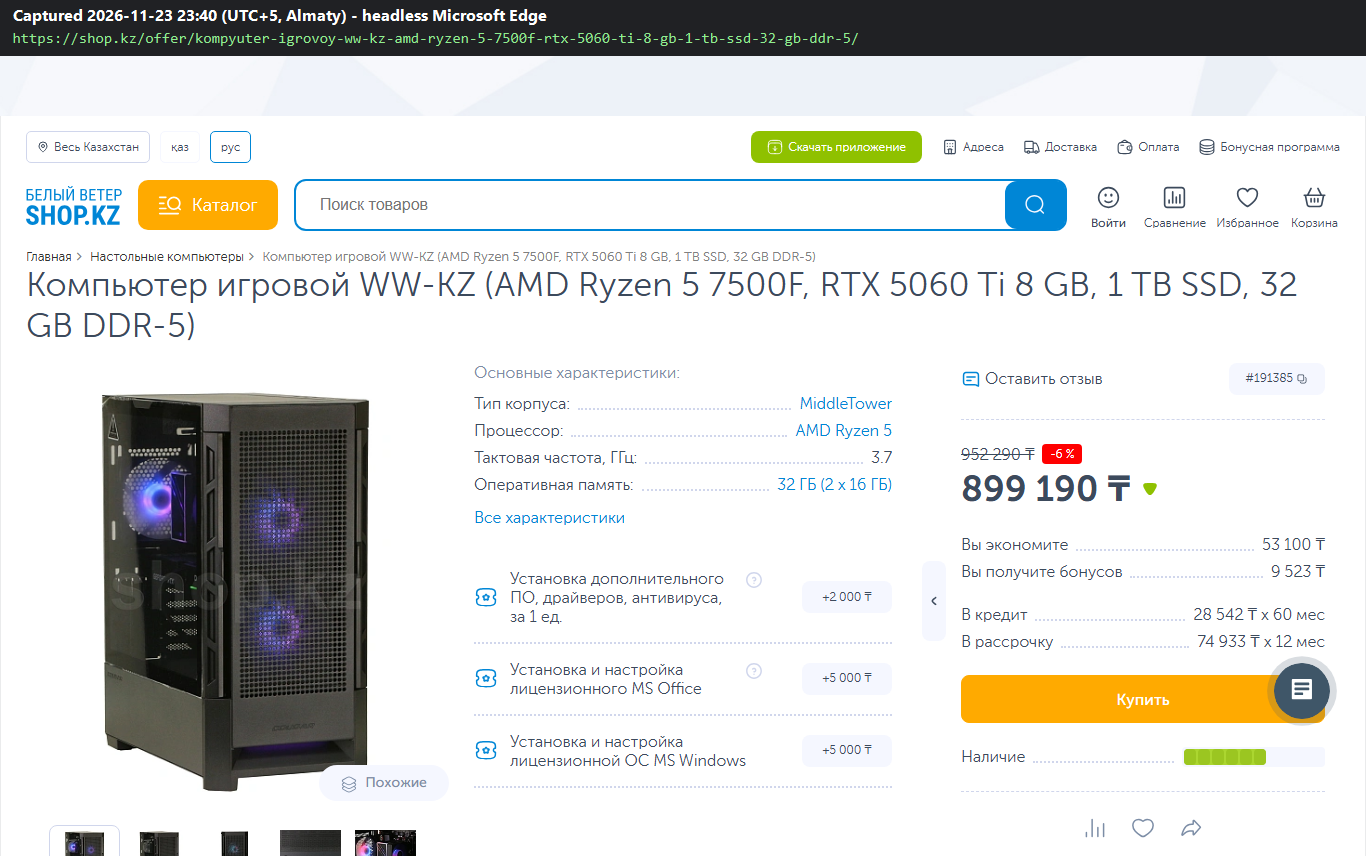 Captured 2026-11-23 23:40 (UTC+5, Almaty) - headless Microsoft Edge
https://shop.kz/offer/kompyuter-igrovoy-ww-kz-amd-ryzen-5-7500f-rtx-5060-ti-8-gb-1-tb-ssd-32-gb-ddr-5/
Весь Казахстан
қаз
рус
Скачать приложение
Адреса
Доставка
Оплата
Бонусная программа
БЕЛЫЙ ВЕТЕР
SHOP.KZ
Каталог
Поиск товаров
Войти
Сравнение
Избранное
Корзина
Главная > Настольные компьютеры > Компьютер игровой WW-KZ (AMD Ryzen 5 7500F, RTX 5060 Ti 8 GB, 1 TB SSD, 32 GB DDR-5)
Компьютер игровой WW-KZ (AMD Ryzen 5 7500F, RTX 5060 Ti 8 GB, 1 TB SSD, 32
GB DDR-5)
shop.kz
Похожие
Основные характеристики:
Тип корпуса: MiddleTower
Процессор: AMD Ryzen 5
Тактовая частота, ГГц: 3.7
Оперативная память: 32 ГБ (2 x 16 ГБ)
Все характеристики
Установка дополнительного
ПО, драйверов, антивируса,
за 1 ед.
+2 000 ₸
Установка и настройка
лицензионного MS Office
+5 000 ₸
Установка и настройка
лицензионной ОС MS Windows
+5 000 ₸
Оставить отзыв
#191385
952 290 ₸ -6 %
899 190 ₸
Вы экономите 53 100 ₸
Вы получите бонусов 9 523 ₸
В кредит 28 542 ₸ x 60 мес
В рассрочку 74 933 ₸ x 12 мес
Купить
Наличие